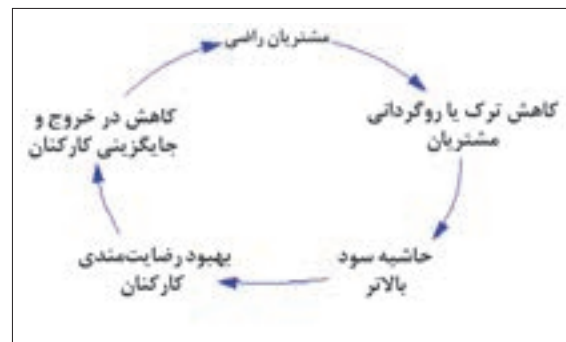 مشتریان راضی
کاهش ترک یا روگردانی
مشتریان
حاشیه سود
بالاتر
بهبود رضایت‌مندی
کارکنان
کاهش در خروج و
جایگزینی کارکنان